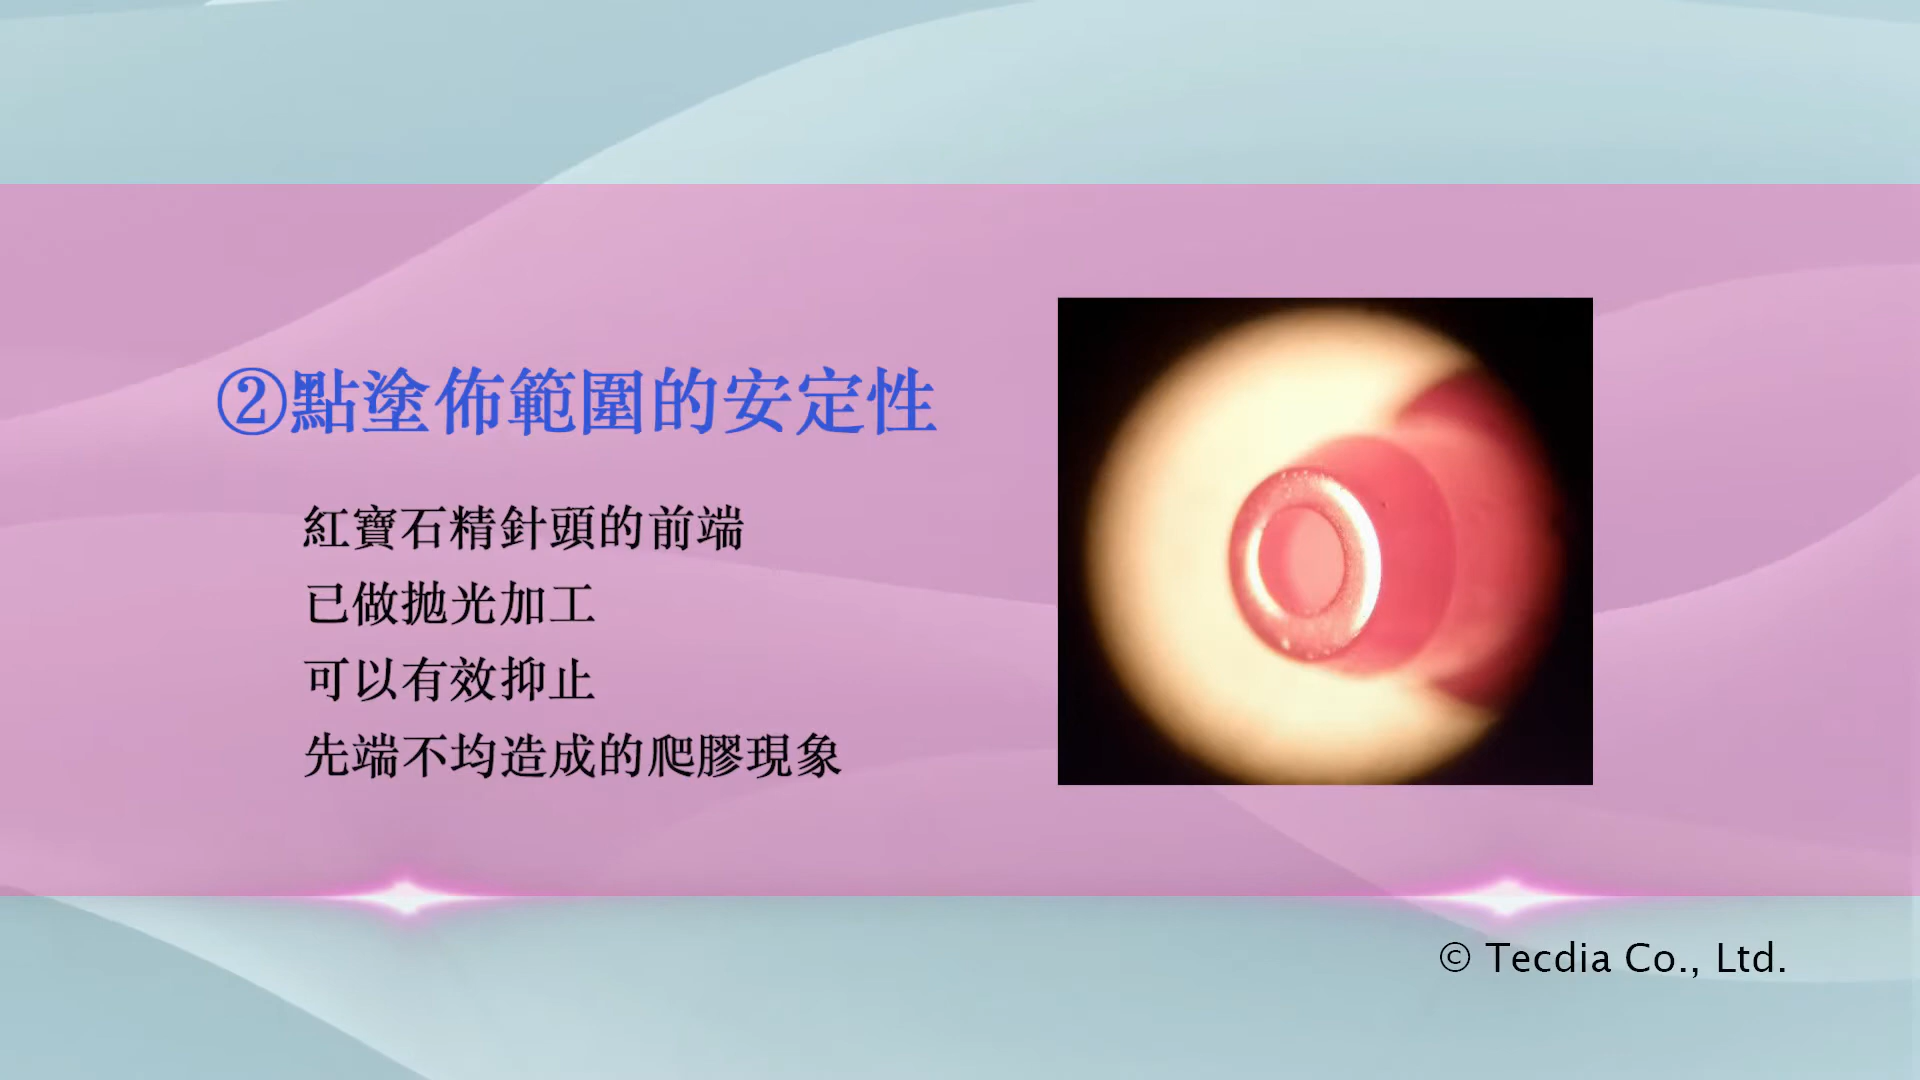 ②點塗佈範圍的安定性
紅寶石精針頭的前端
已做拋光加工
可以有效抑止
先端不均造成的爬膠現象
© Tecdia Co., Ltd.